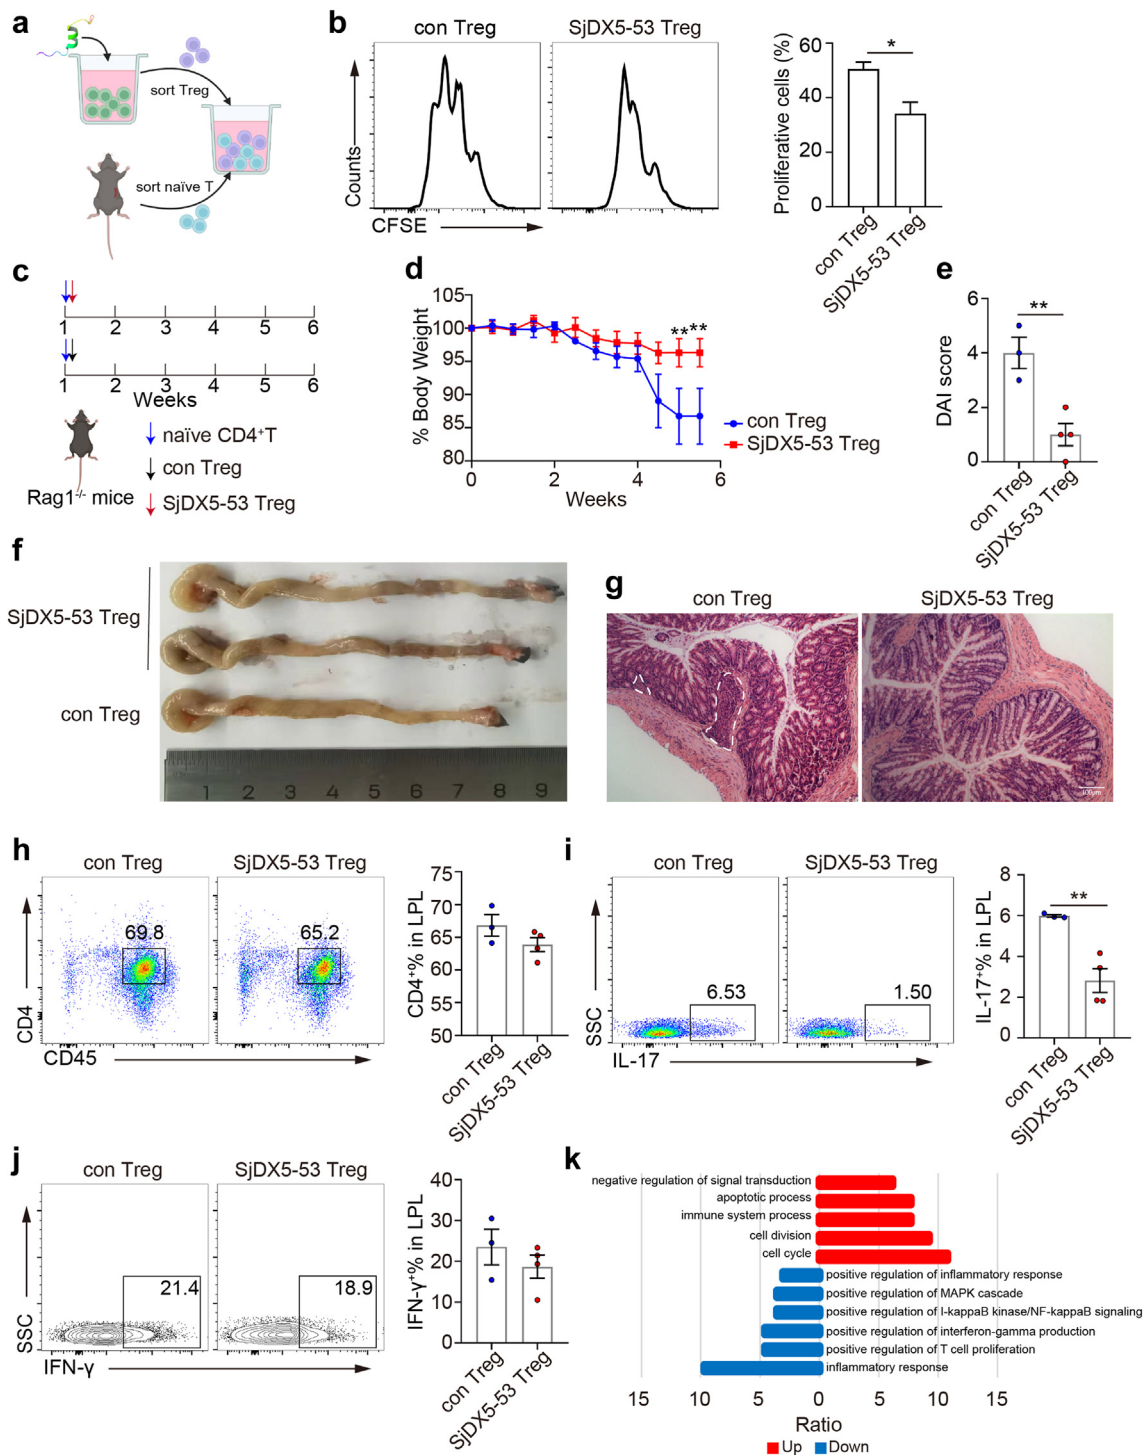 a
sort Treg
sort naïve T
b
con Treg
SjDX5-53 Treg
Counts
CFSE
Proliferative cells (%)
60
40
20
0
*
con Treg
SjDX5-53 Treg
c
1 2 3 4 5 6
1 2 3 4 5 6
Weeks
naïve CD4+T
con Treg
SjDX5-53 Treg
Rag1-/- mice
d
% Body Weight
105
100
95
90
85
80
0 2 4 6
Weeks
** **
con Treg
SjDX5-53 Treg
e
DAI score
6
4
2
0
**
con Treg
SjDX5-53 Treg
f
SjDX5-53 Treg
con Treg
1 2 3 4 5 6 7 8 9
g
con Treg
SjDX5-53 Treg
100μm
h
con Treg
SjDX5-53 Treg
69.8
65.2
CD4
CD45
CD4+% in LPL
75
70
65
60
55
50
con Treg
SjDX5-53 Treg
i
con Treg
SjDX5-53 Treg
6.53
1.50
SSC
IL-17
IL-17+% in LPL
8
6
4
2
0
**
con Treg
SjDX5-53 Treg
j
con Treg
SjDX5-53 Treg
21.4
18.9
SSC
IFN-γ
IFN-γ+% in LPL
40
30
20
10
0
con Treg
SjDX5-53 Treg
k
negative regulation of signal transduction
apoptotic process
immune system process
cell division
cell cycle
positive regulation of inflammatory response
positive regulation of MAPK cascade
positive regulation of I-kappaB kinase/NF-kappaB signaling
positive regulation of interferon-gamma production
positive regulation of T cell proliferation
inflammatory response
15 10 5 0 5 10 15
Ratio
Up Down